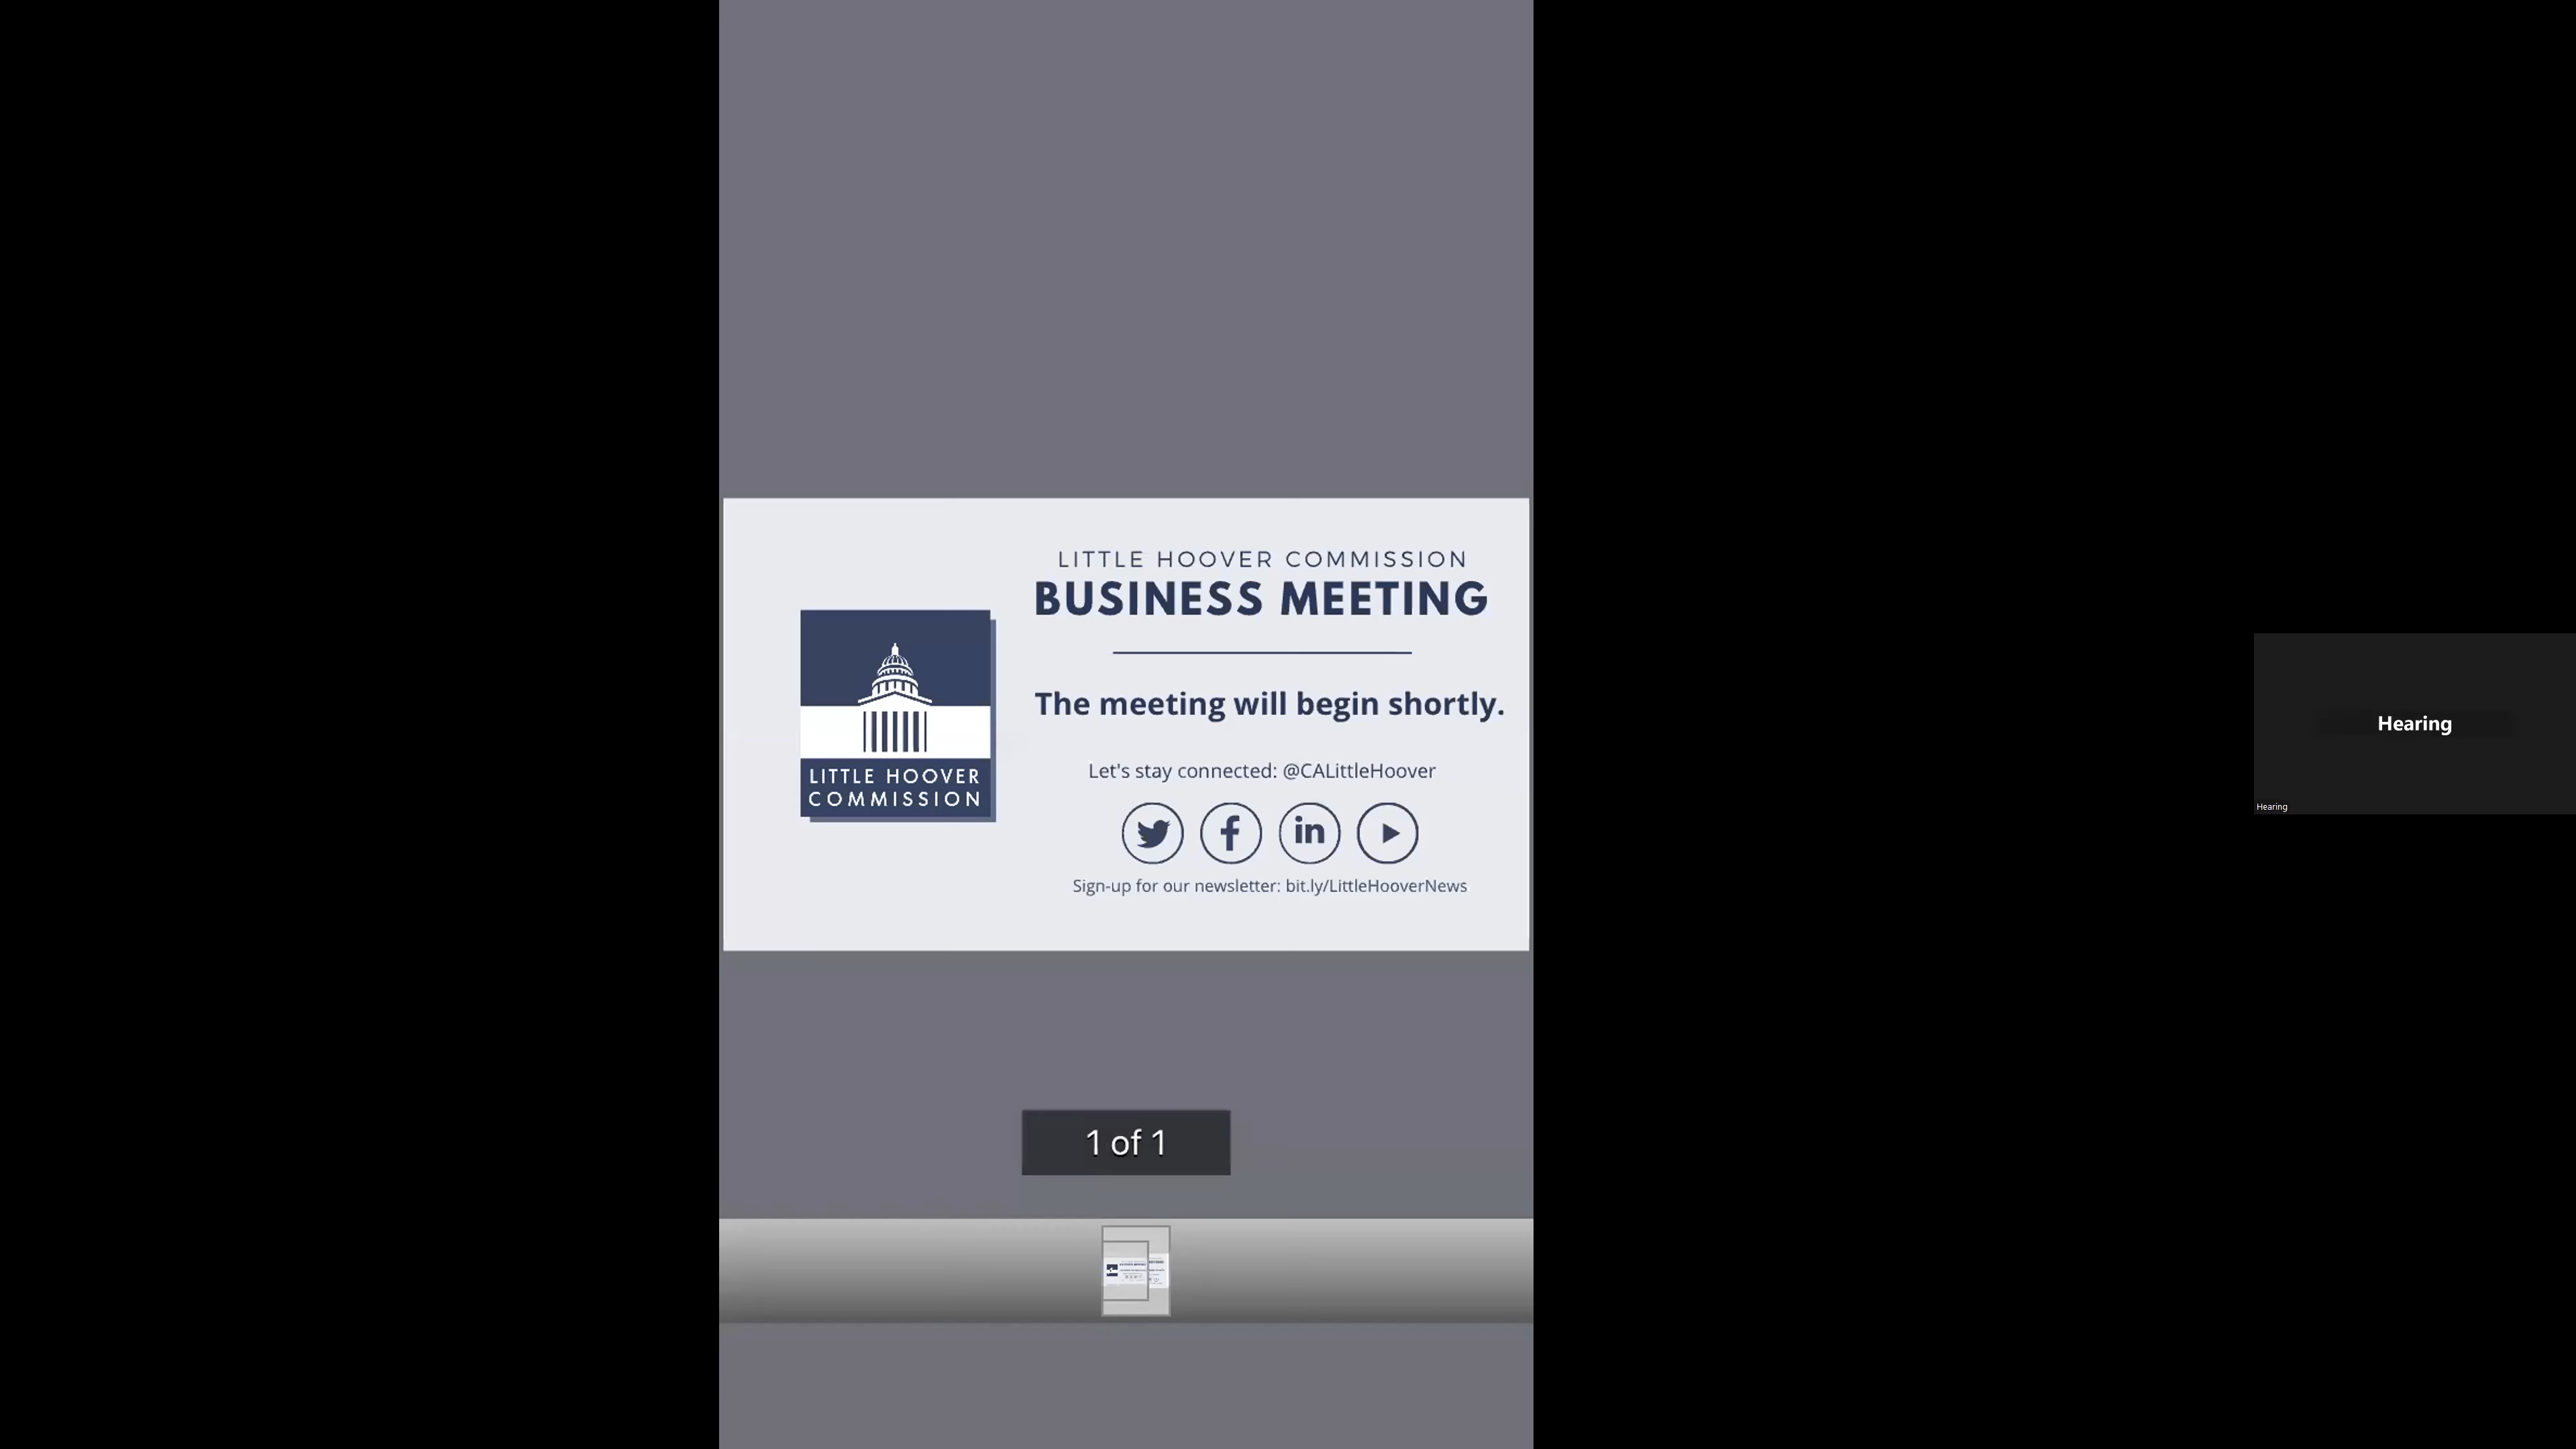 LITTLE HOOVER COMMISSION
BUSINESS MEETING
The meeting will begin shortly.
Let's stay connected: @CALittleHoover
in
Sign-up for our newsletter: bit.ly/LittleHooverNews
LITTLE HOOVER
COMMISSION
1 of 1
Hearing
Hearing